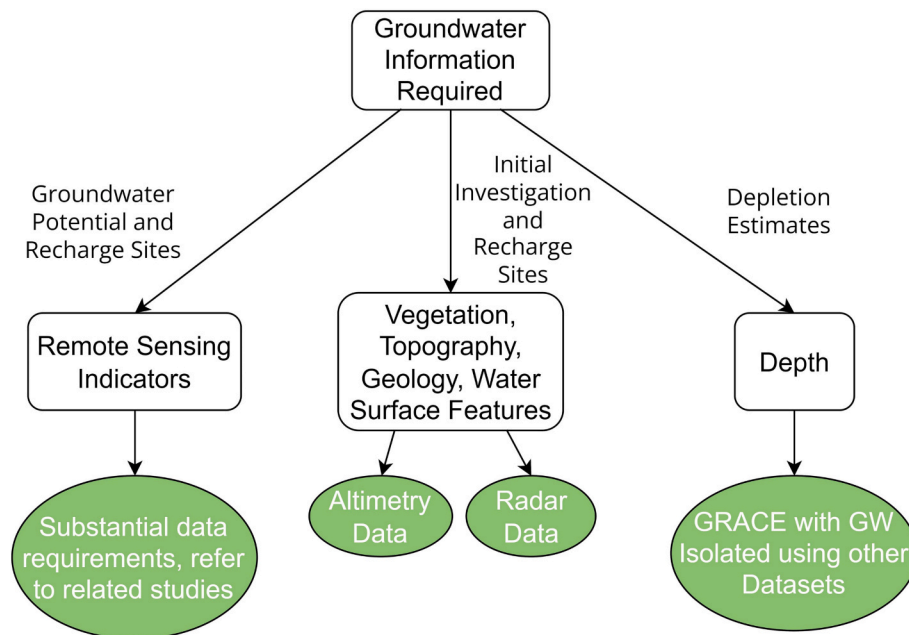 Groundwater
Information
Required
Groundwater
Potential and
Recharge Sites
Initial
Investigation
and
Recharge
Sites
Depletion
Estimates
Remote Sensing
Indicators
Vegetation,
Topography,
Geology, Water
Surface Features
Depth
Substantial data
requirements, refer
to related studies
Altimetry
Data
Radar
Data
GRACE with GW
Isolated using other
Datasets